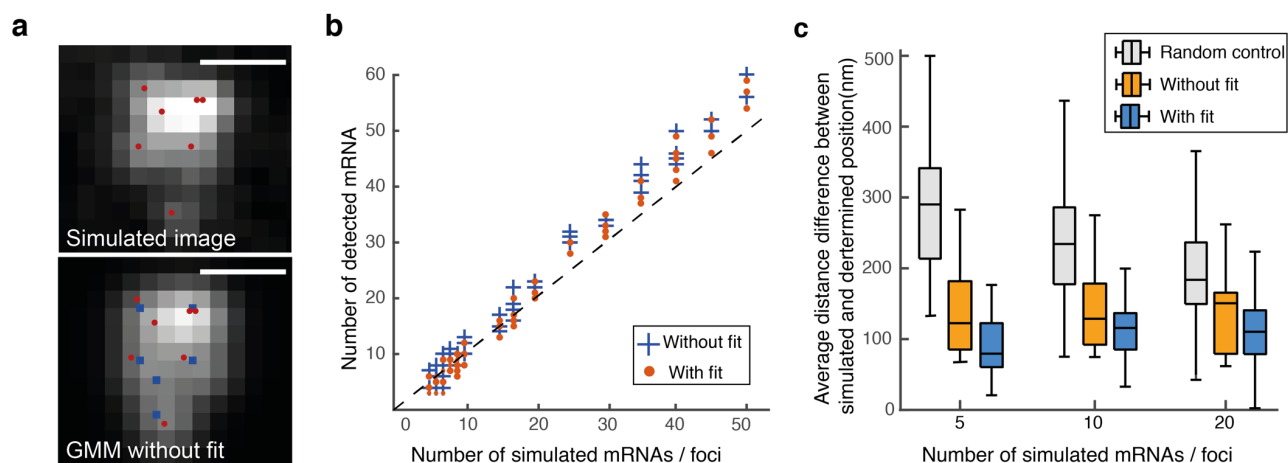 a
Simulated image
GMM without fit
b
Number of detected mRNA
60
50
40
30
20
10
0
10
20
30
40
50
Without fit
With fit
Number of simulated mRNAs / foci
c
Average distance difference between
simulated and dertermined position(nm)
500
400
300
200
100
0
5
10
20
Random control
Without fit
With fit
Number of simulated mRNAs / foci